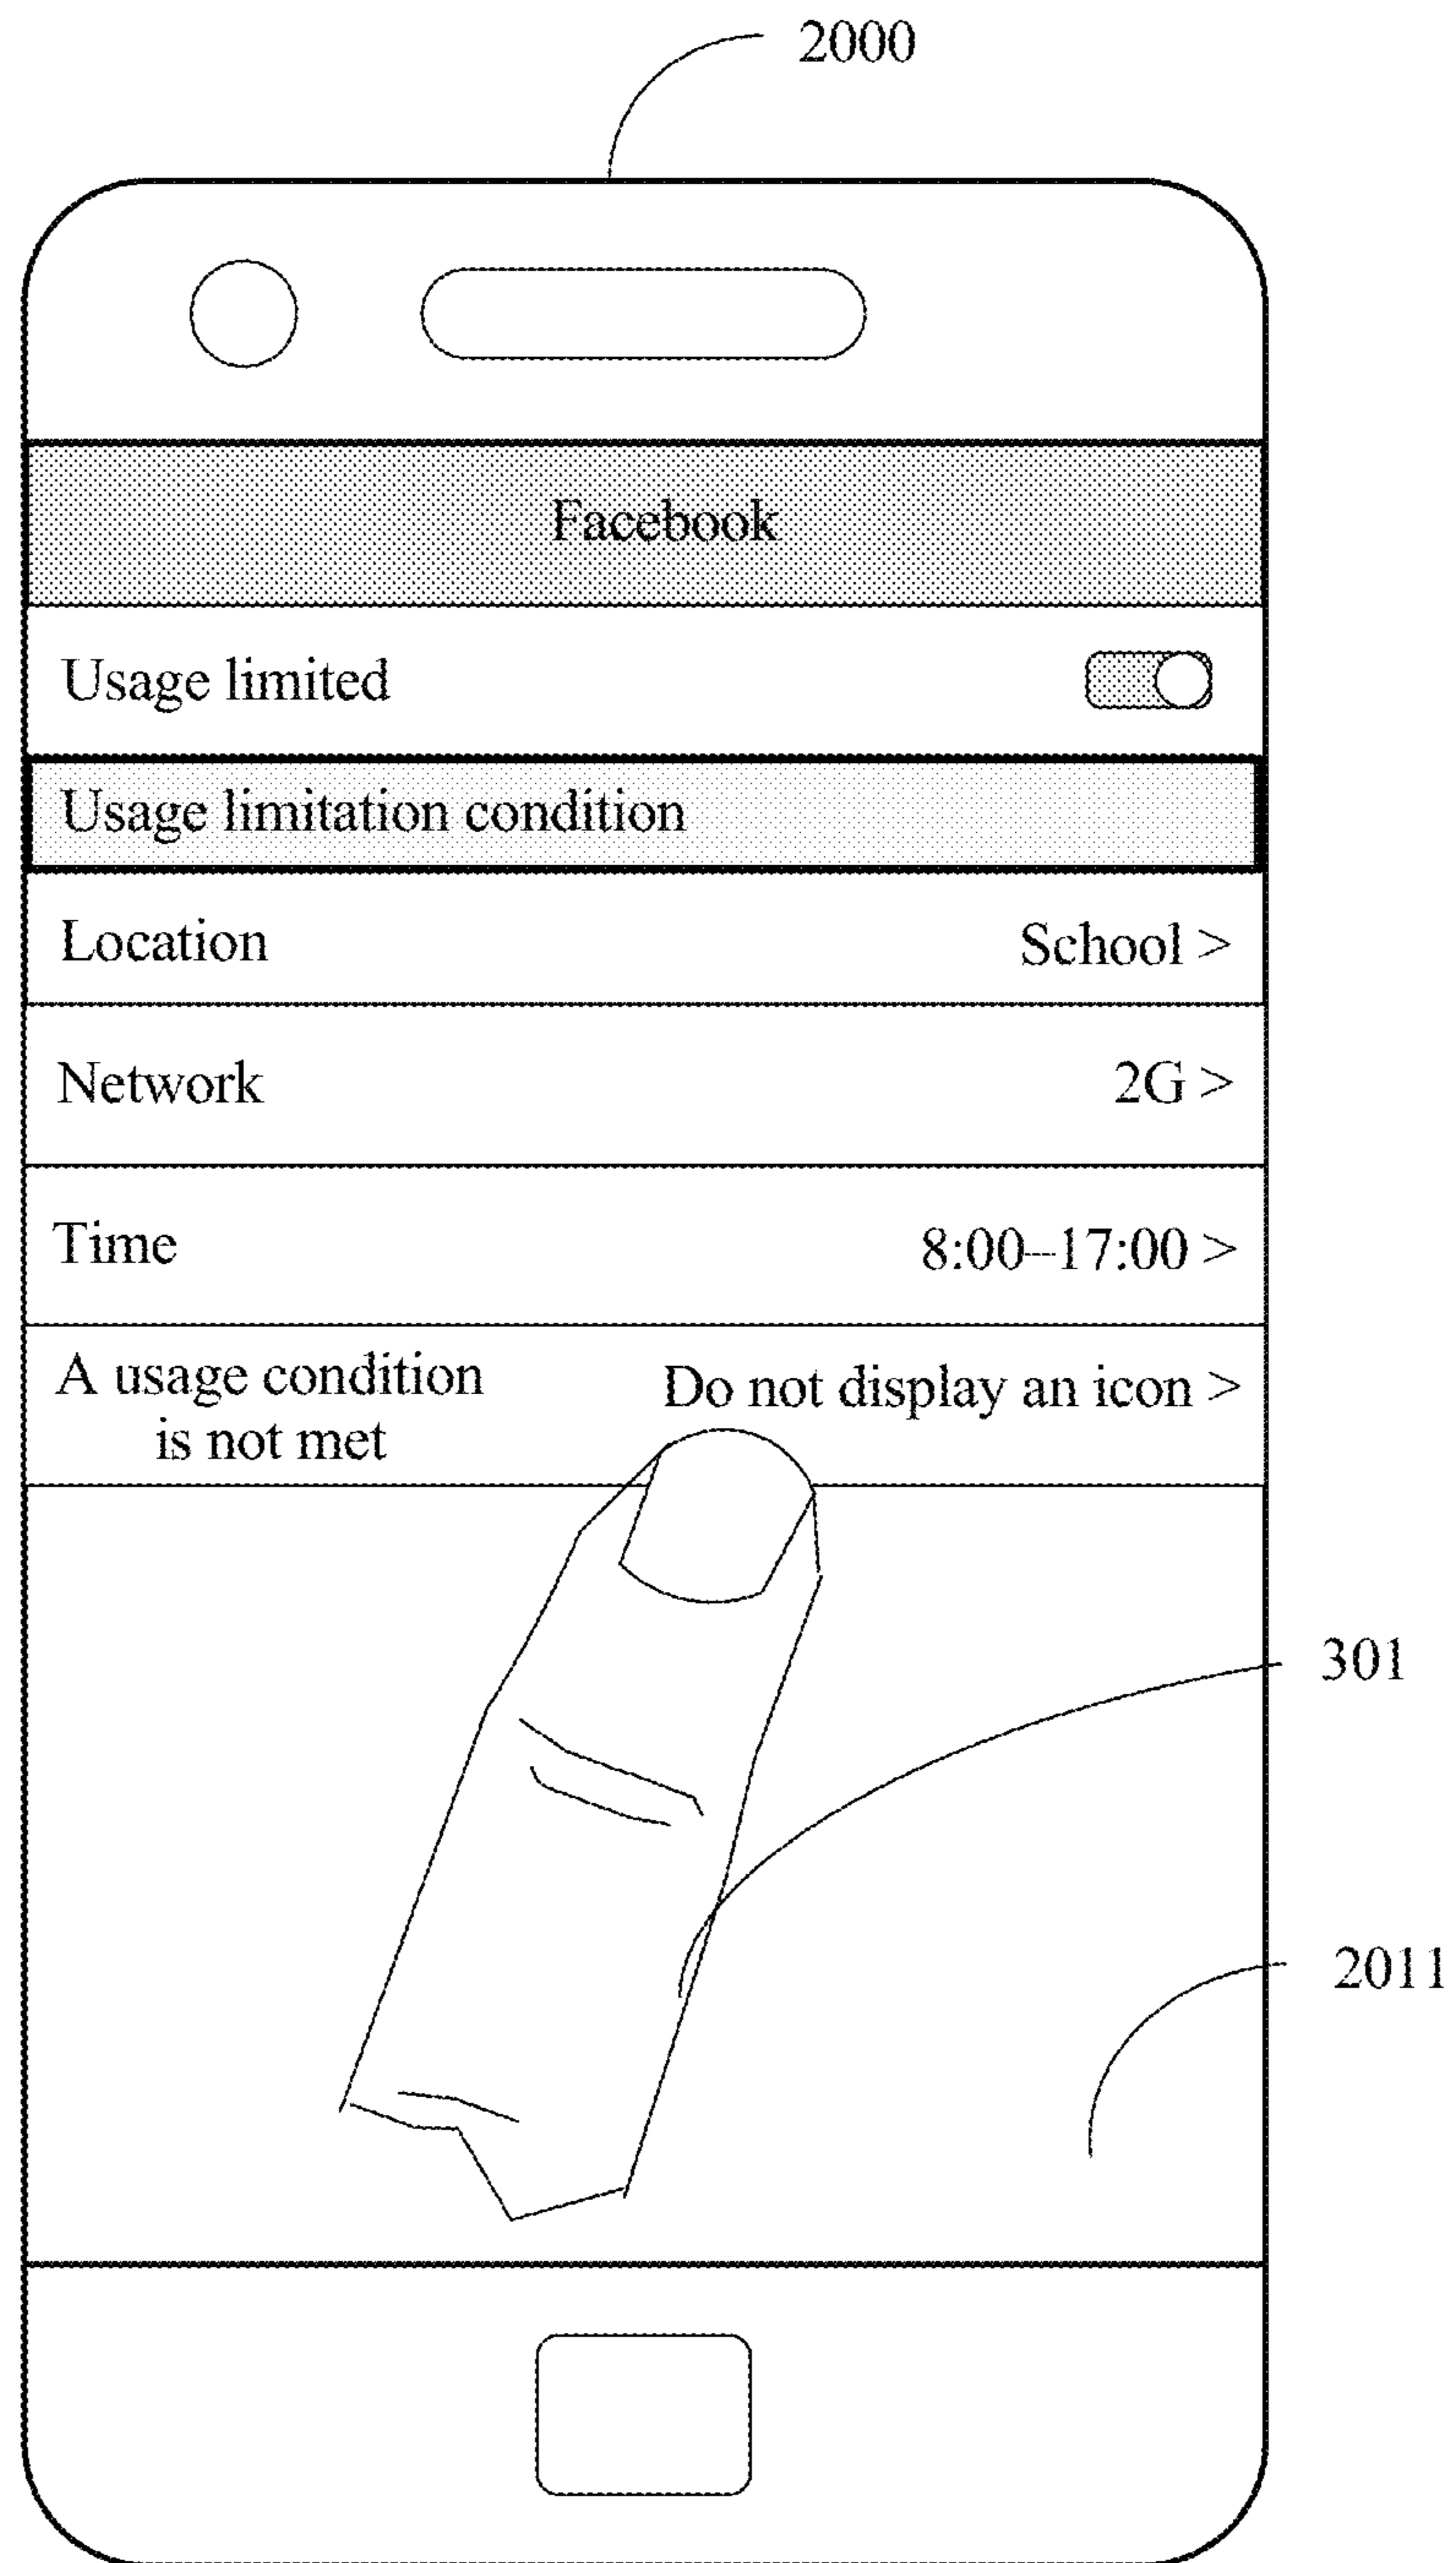 2000
Facebook
Usage limited
Usage limitation condition
Location School >
Network 2G >
Time 8:00--17:00 >
A usage condition Do not display an icon >
is not met
301
2011